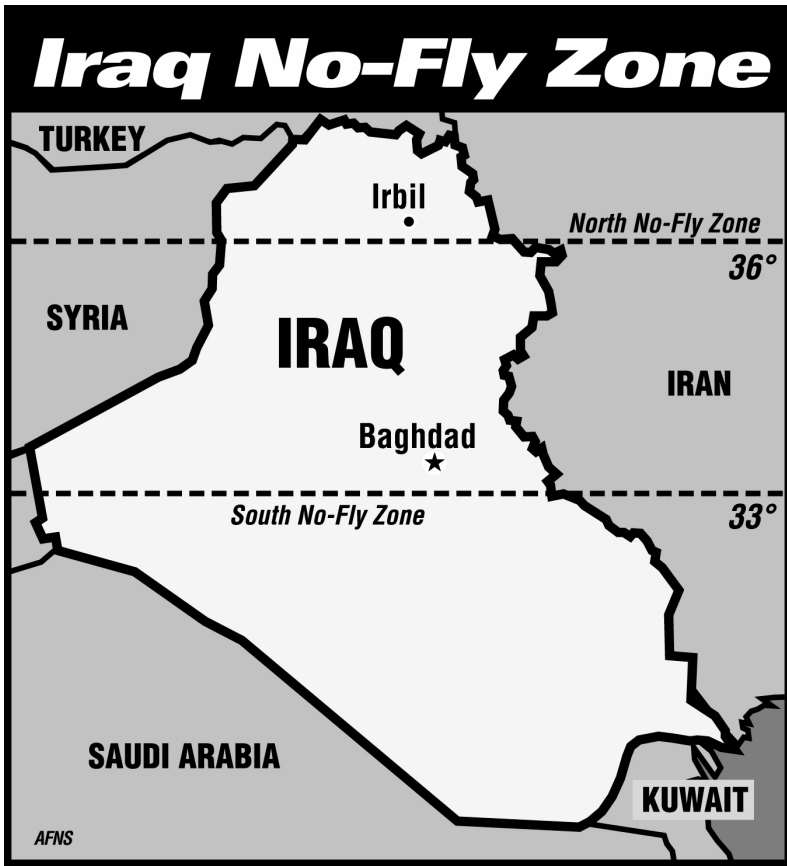 Iraq No-Fly Zone
TURKEY
Irbil
North No-Fly Zone
36°
SYRIA
IRAQ
IRAN
Baghdad
South No-Fly Zone
33°
SAUDI ARABIA
KUWAIT
AFNS